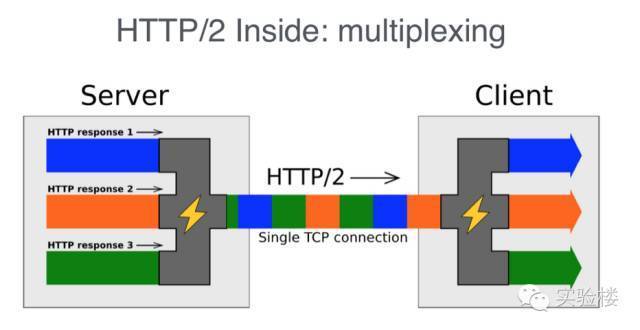 HTTP/2 Inside: multiplexing
Server
Client
HTTP response 1
HTTP response 2
HTTP response 3
HTTP/2
Single TCP connection
实验楼